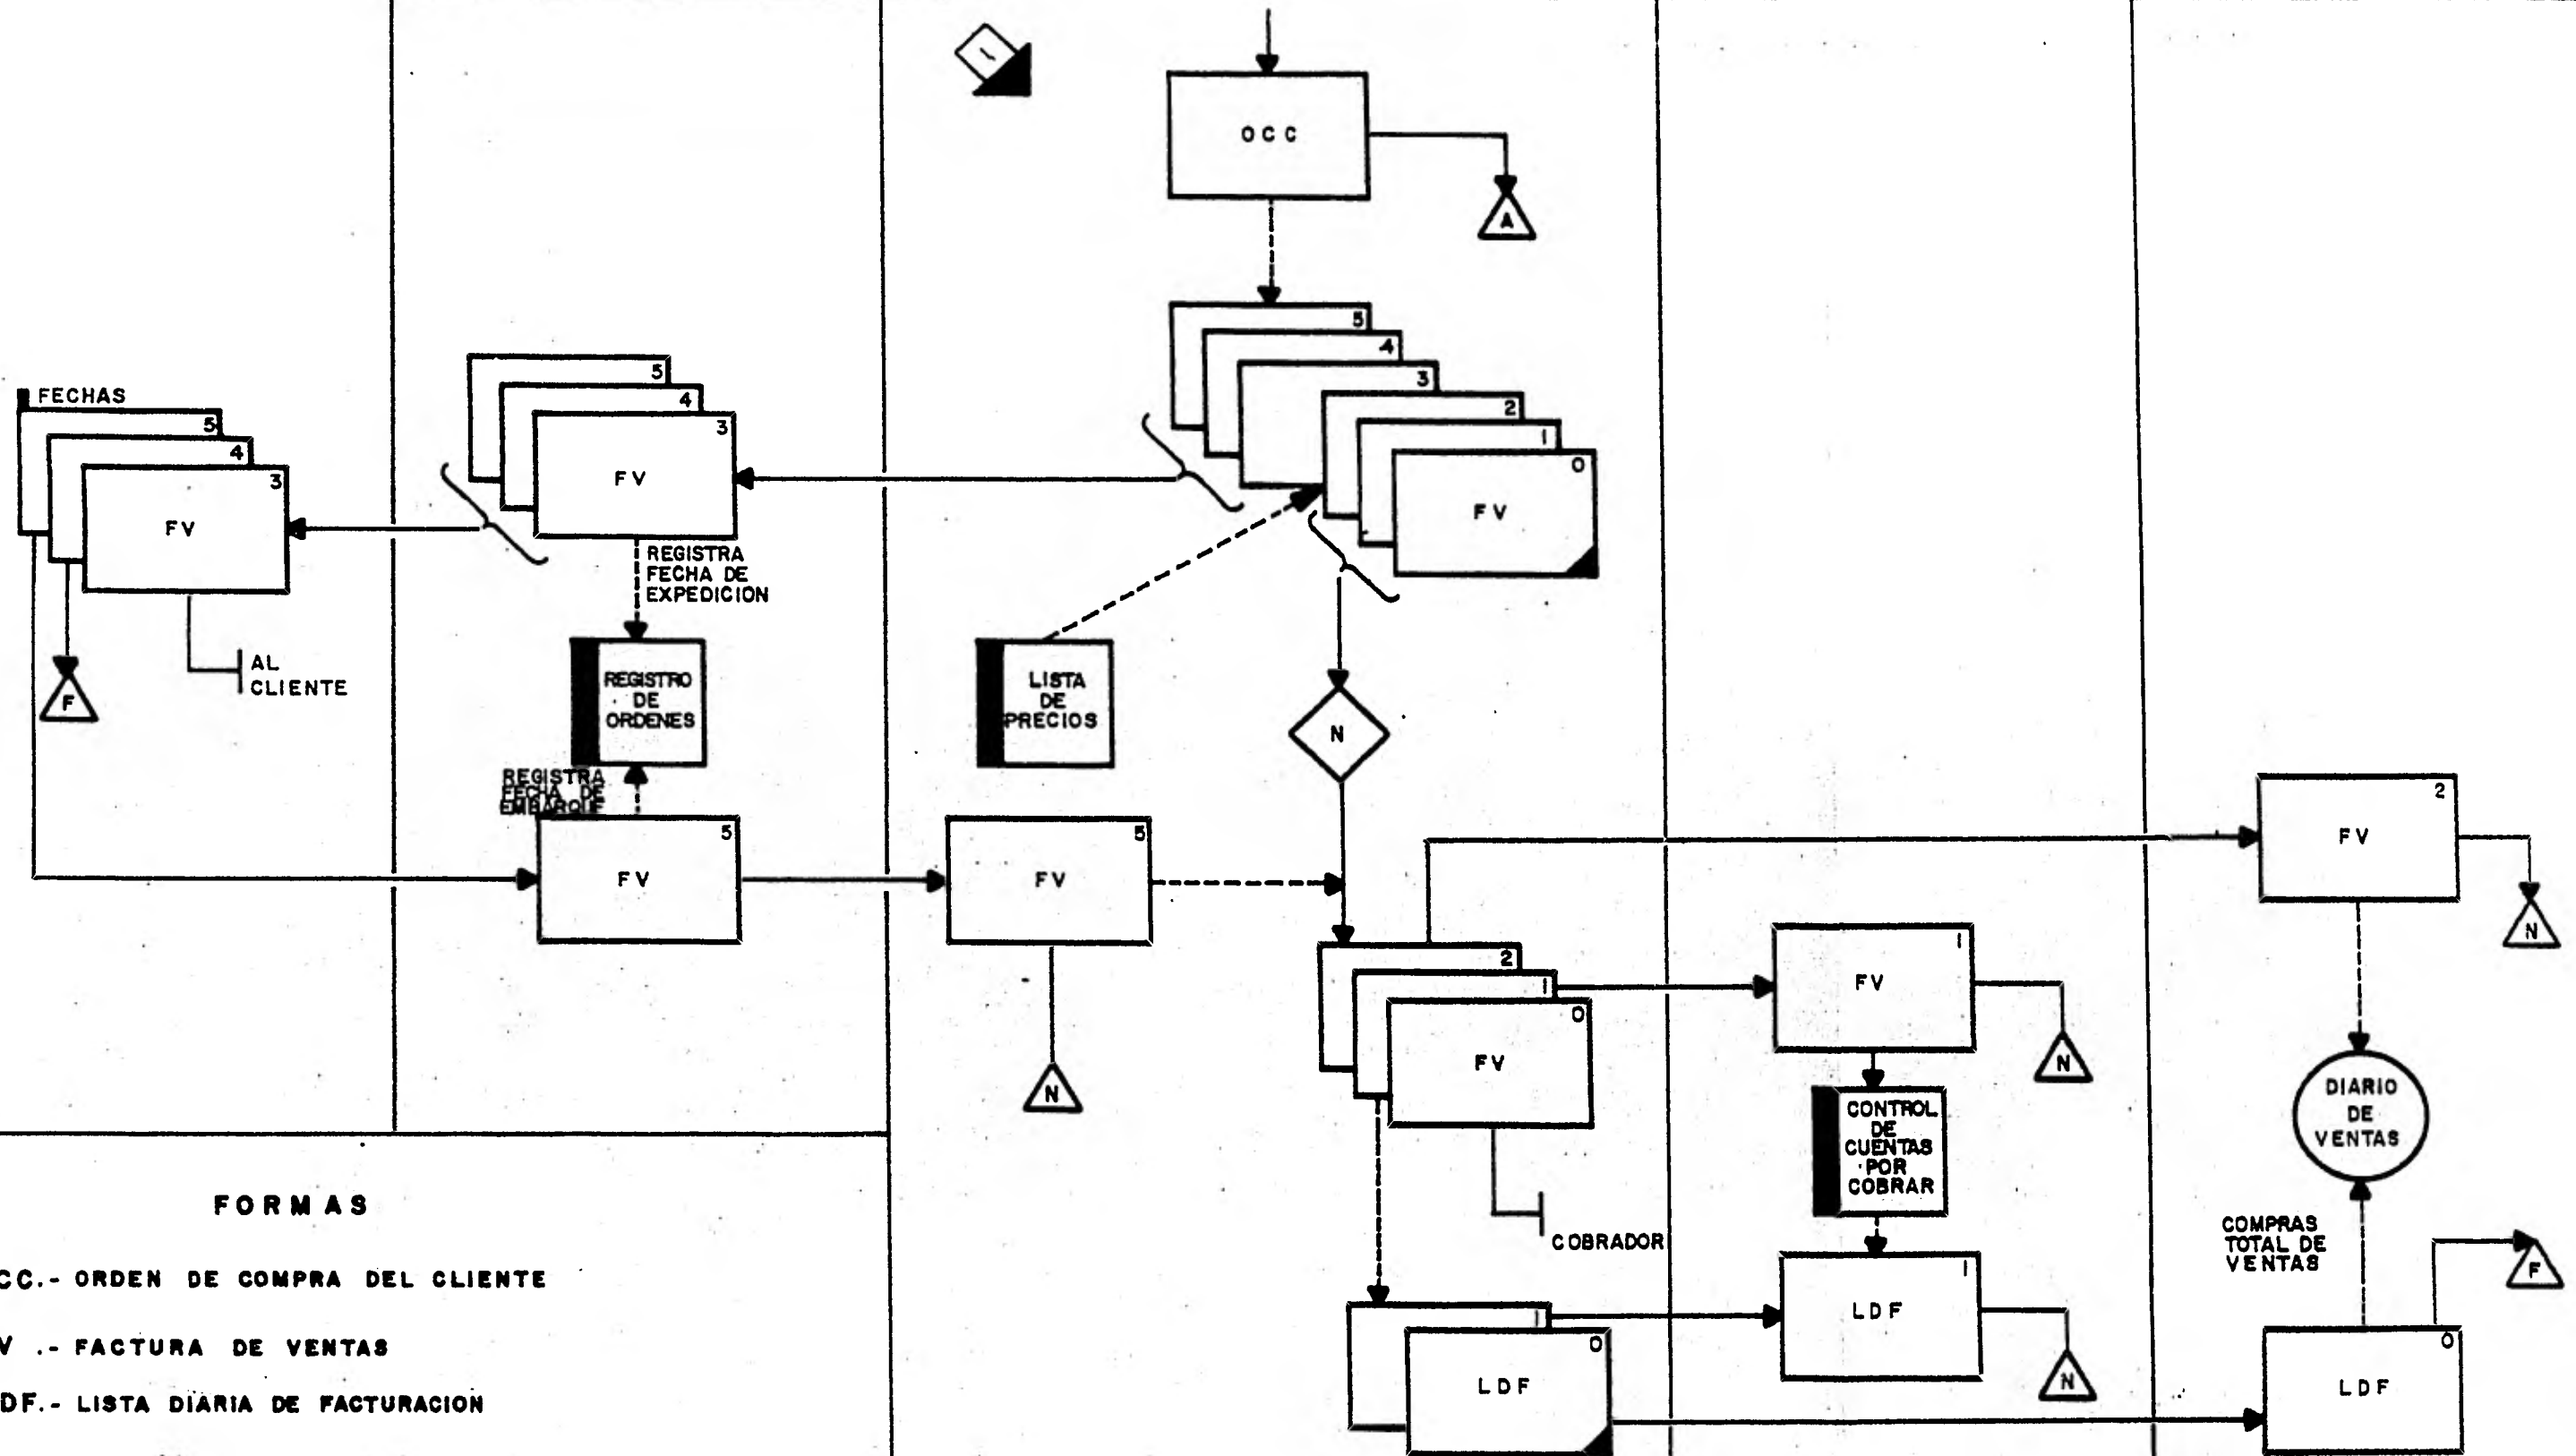 1
OCC
A
5
4
3
2
1
0
FV
5
4
3
FV
FECHAS
5
4
3
FV
REGISTRA
FECHA DE
EXPEDICION
AL
CLIENTE
F
REGISTRO
DE
ORDENES
LISTA
DE
PRECIOS
N
REGISTRA
FECHA DE
EMBARQUE
5
FV
5
FV
N
2
FV
N
2
1
0
FV
COBRADOR
1
FV
N
CONTROL
DE
CUENTAS
POR
COBRAR
DIARIO
DE
VENTAS
COMPRAS
TOTAL DE
VENTAS
F
1
0
LDF
1
LDF
N
0
LDF
FORMAS
CC.- ORDEN DE COMPRA DEL CLIENTE
V .- FACTURA DE VENTAS
DF.- LISTA DIARIA DE FACTURACION